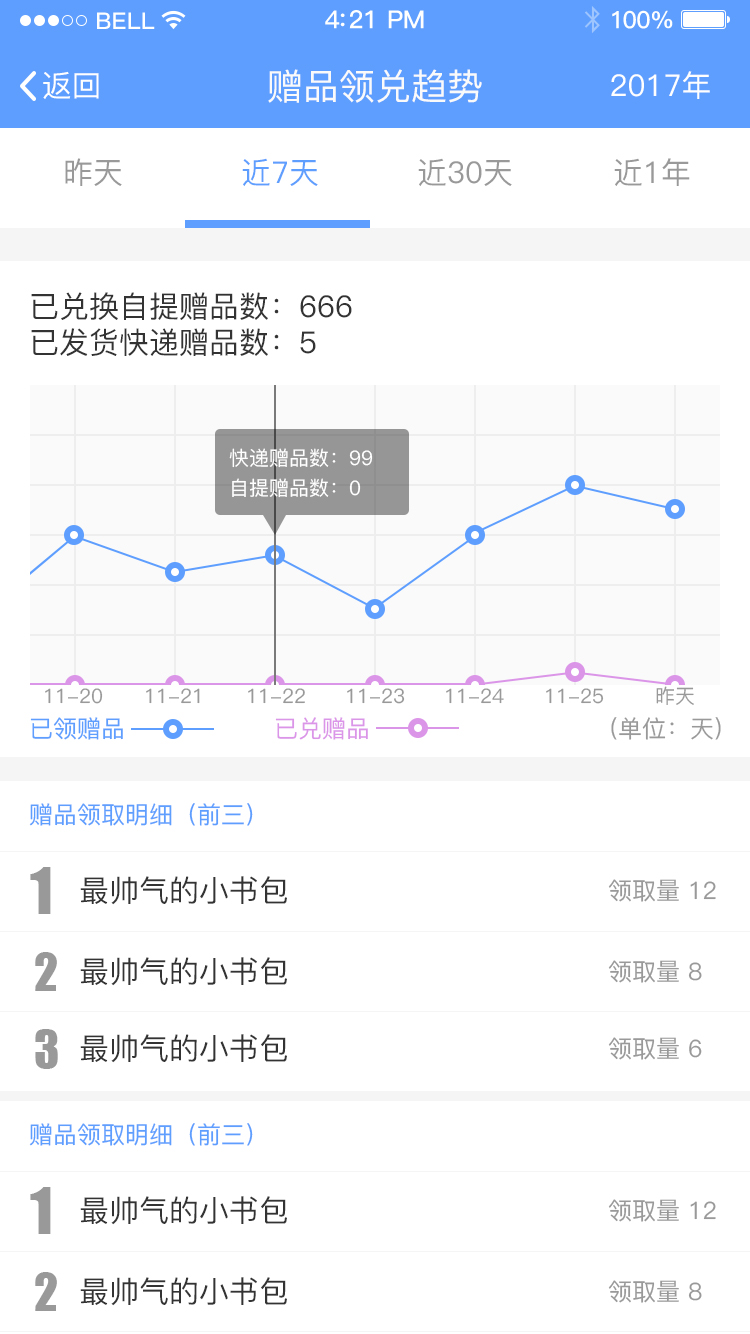 BELL 4:21 PM 100%
返回 赠品领兑趋势 2017年
昨天 近7天 近30天 近1年
已兑换自提赠品数：666
已发货快递赠品数：5
快递赠品数：99
自提赠品数：0
11-20 11-21 11-22 11-23 11-24 11-25 昨天
已领赠品 已兑赠品 （单位：天）
赠品领取明细（前三）
1 最帅气的小书包 领取量 12
2 最帅气的小书包 领取量 8
3 最帅气的小书包 领取量 6
赠品领取明细（前三）
1 最帅气的小书包 领取量 12
2 最帅气的小书包 领取量 8